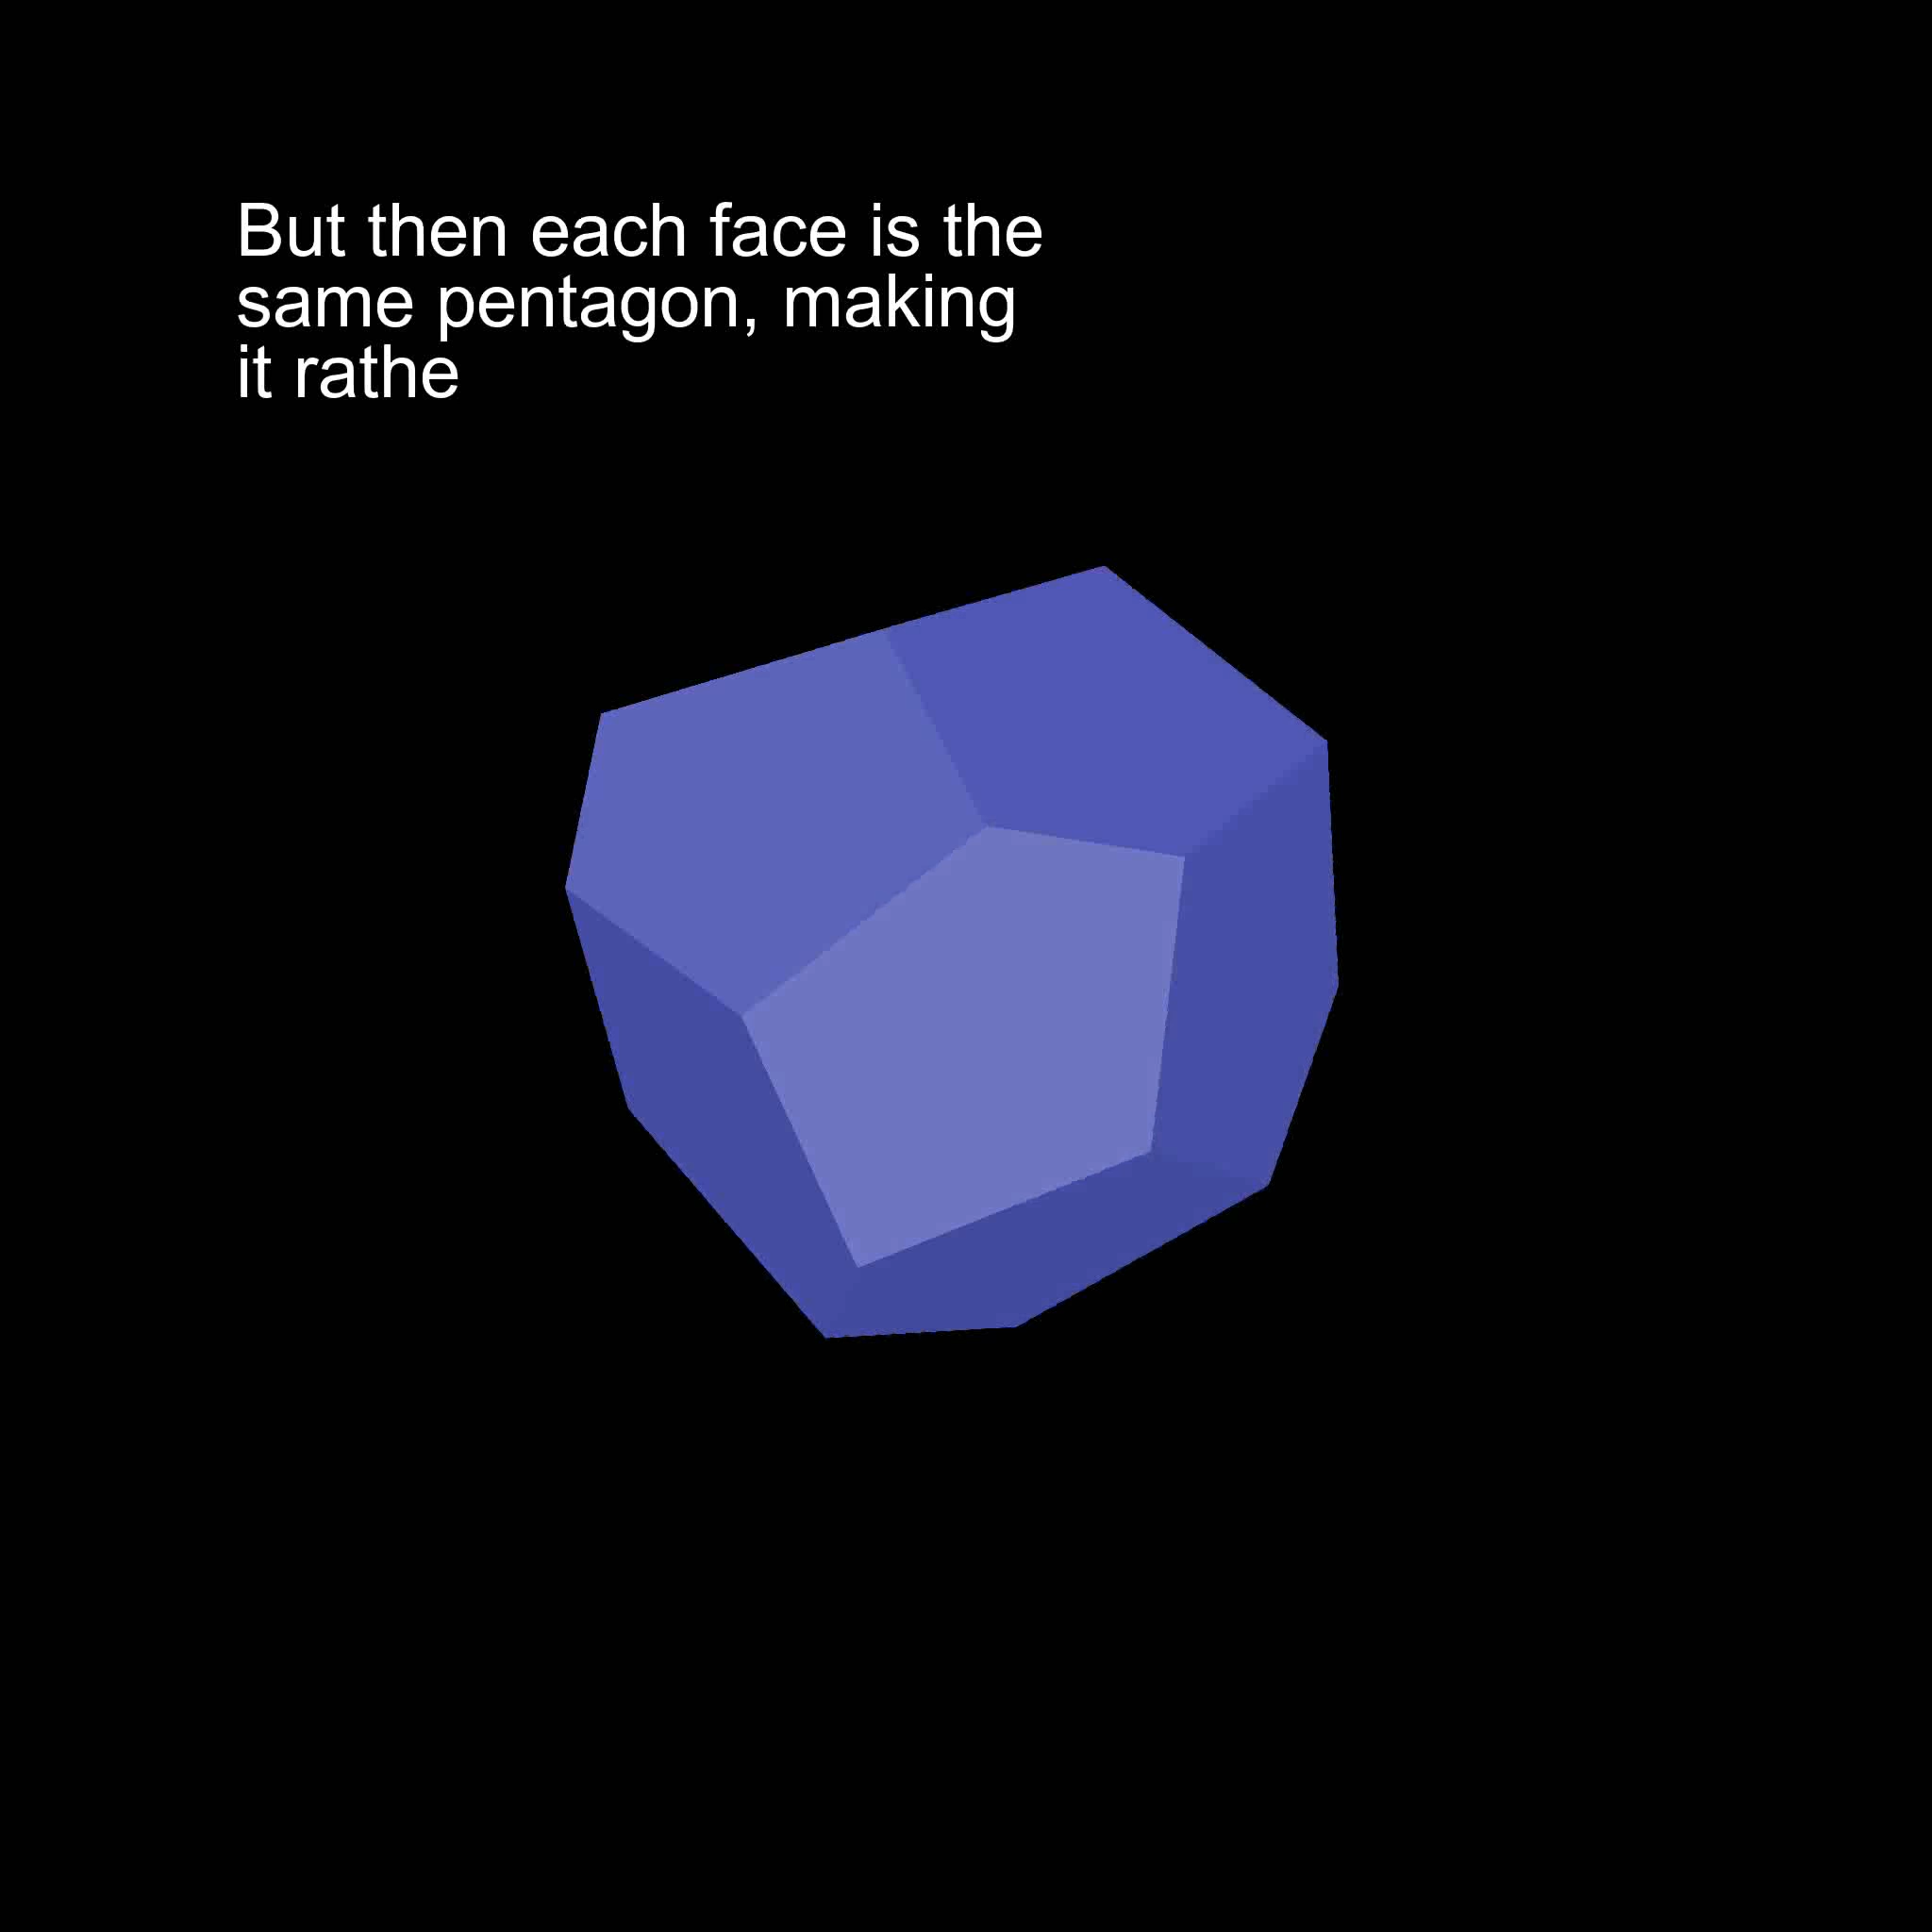 But then each face is the
same pentagon, making
it rathe